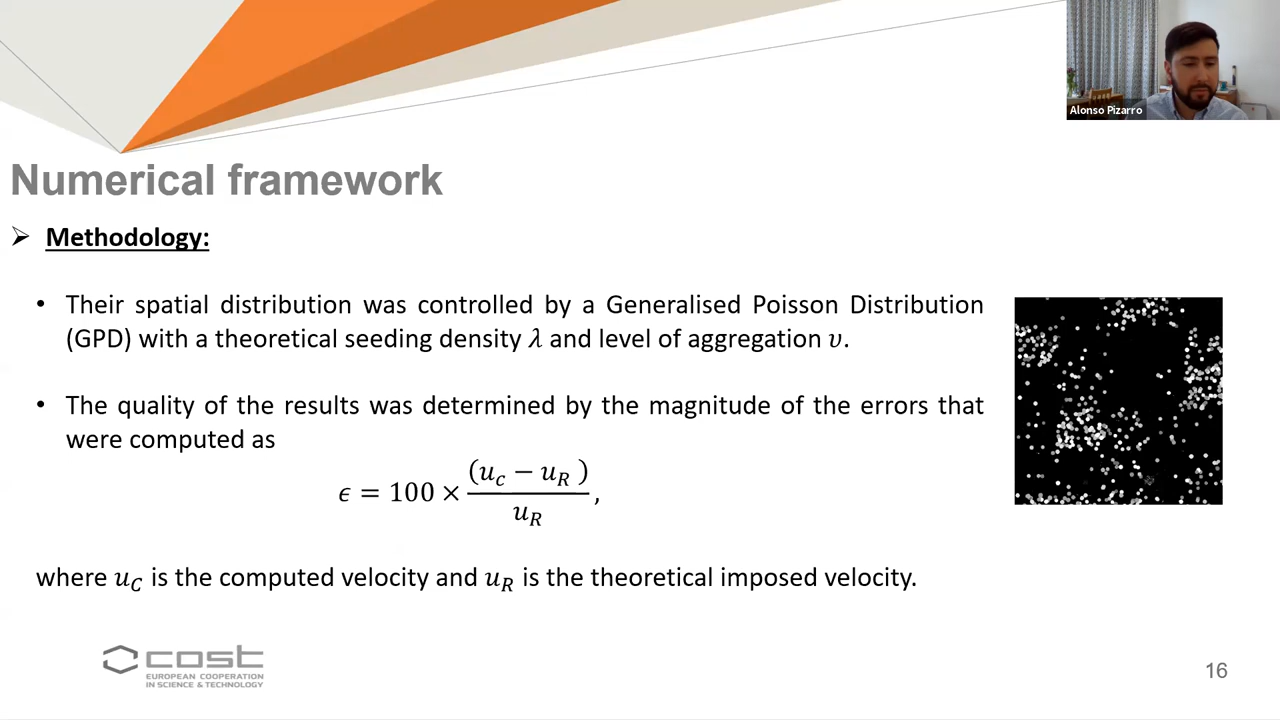 Alonso Pizarro
Numerical framework
➢ Methodology:
• Their spatial distribution was controlled by a Generalised Poisson Distribution
(GPD) with a theoretical seeding density λ and level of aggregation υ.
• The quality of the results was determined by the magnitude of the errors that
were computed as
ϵ = 100 × (u_c − u_R ) / u_R ,
where u_C is the computed velocity and u_R is the theoretical imposed velocity.
cost
EUROPEAN COOPERATION
IN SCIENCE & TECHNOLOGY
16